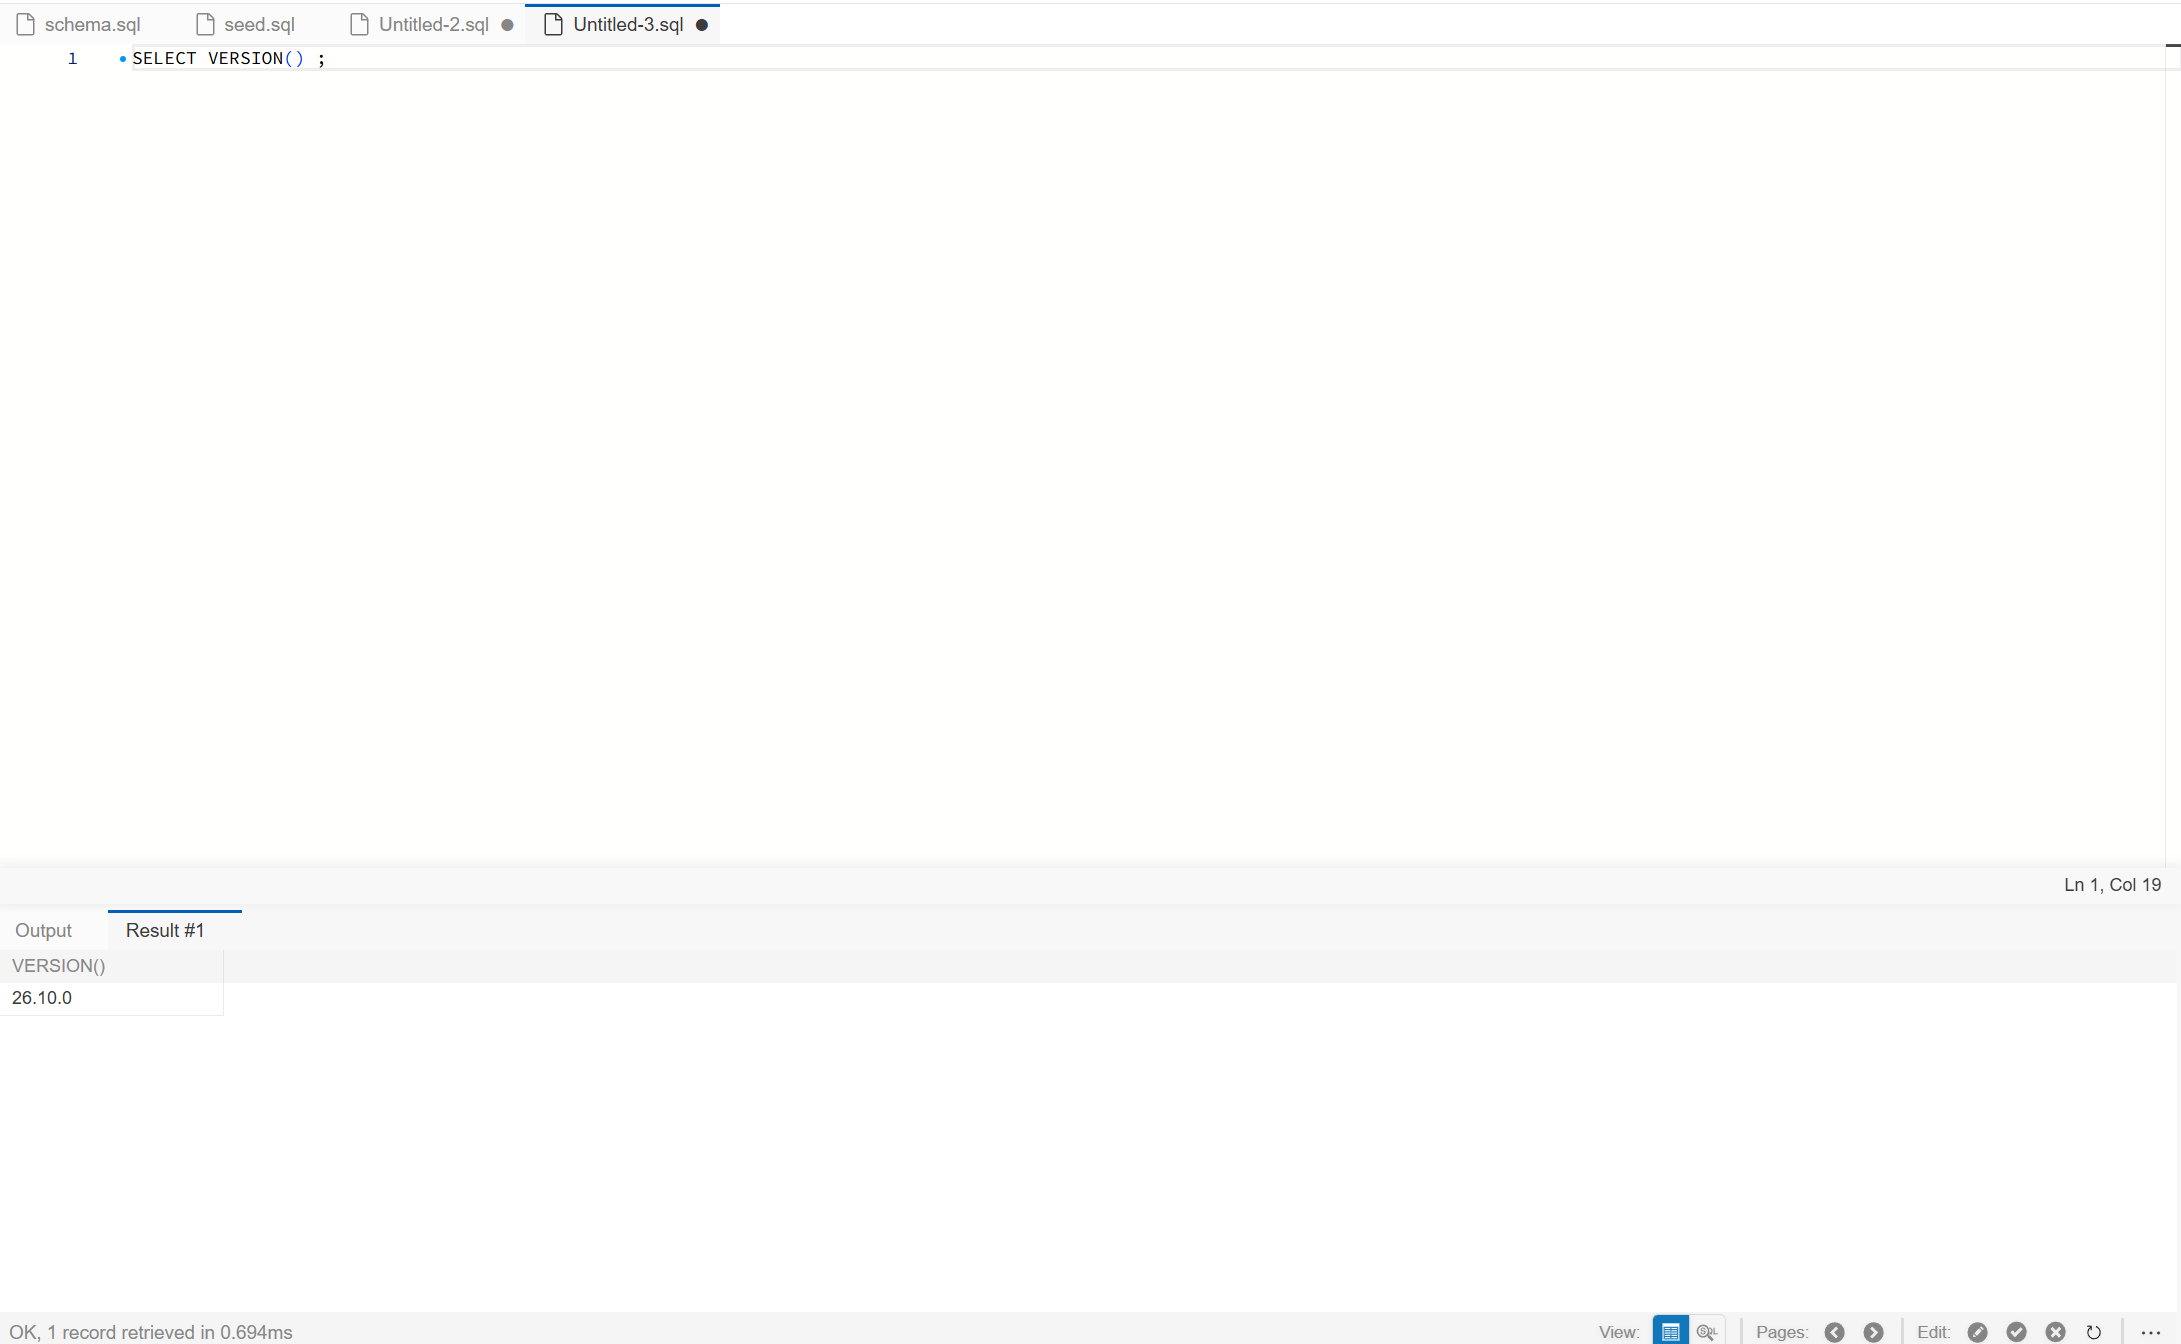 schema.sql seed.sql Untitled-2.sql Untitled-3.sql
1 SELECT VERSION() ;
Ln 1, Col 19
Output Result #1
VERSION()
26.10.0
OK, 1 record retrieved in 0.694ms View: SQL Pages: Edit: